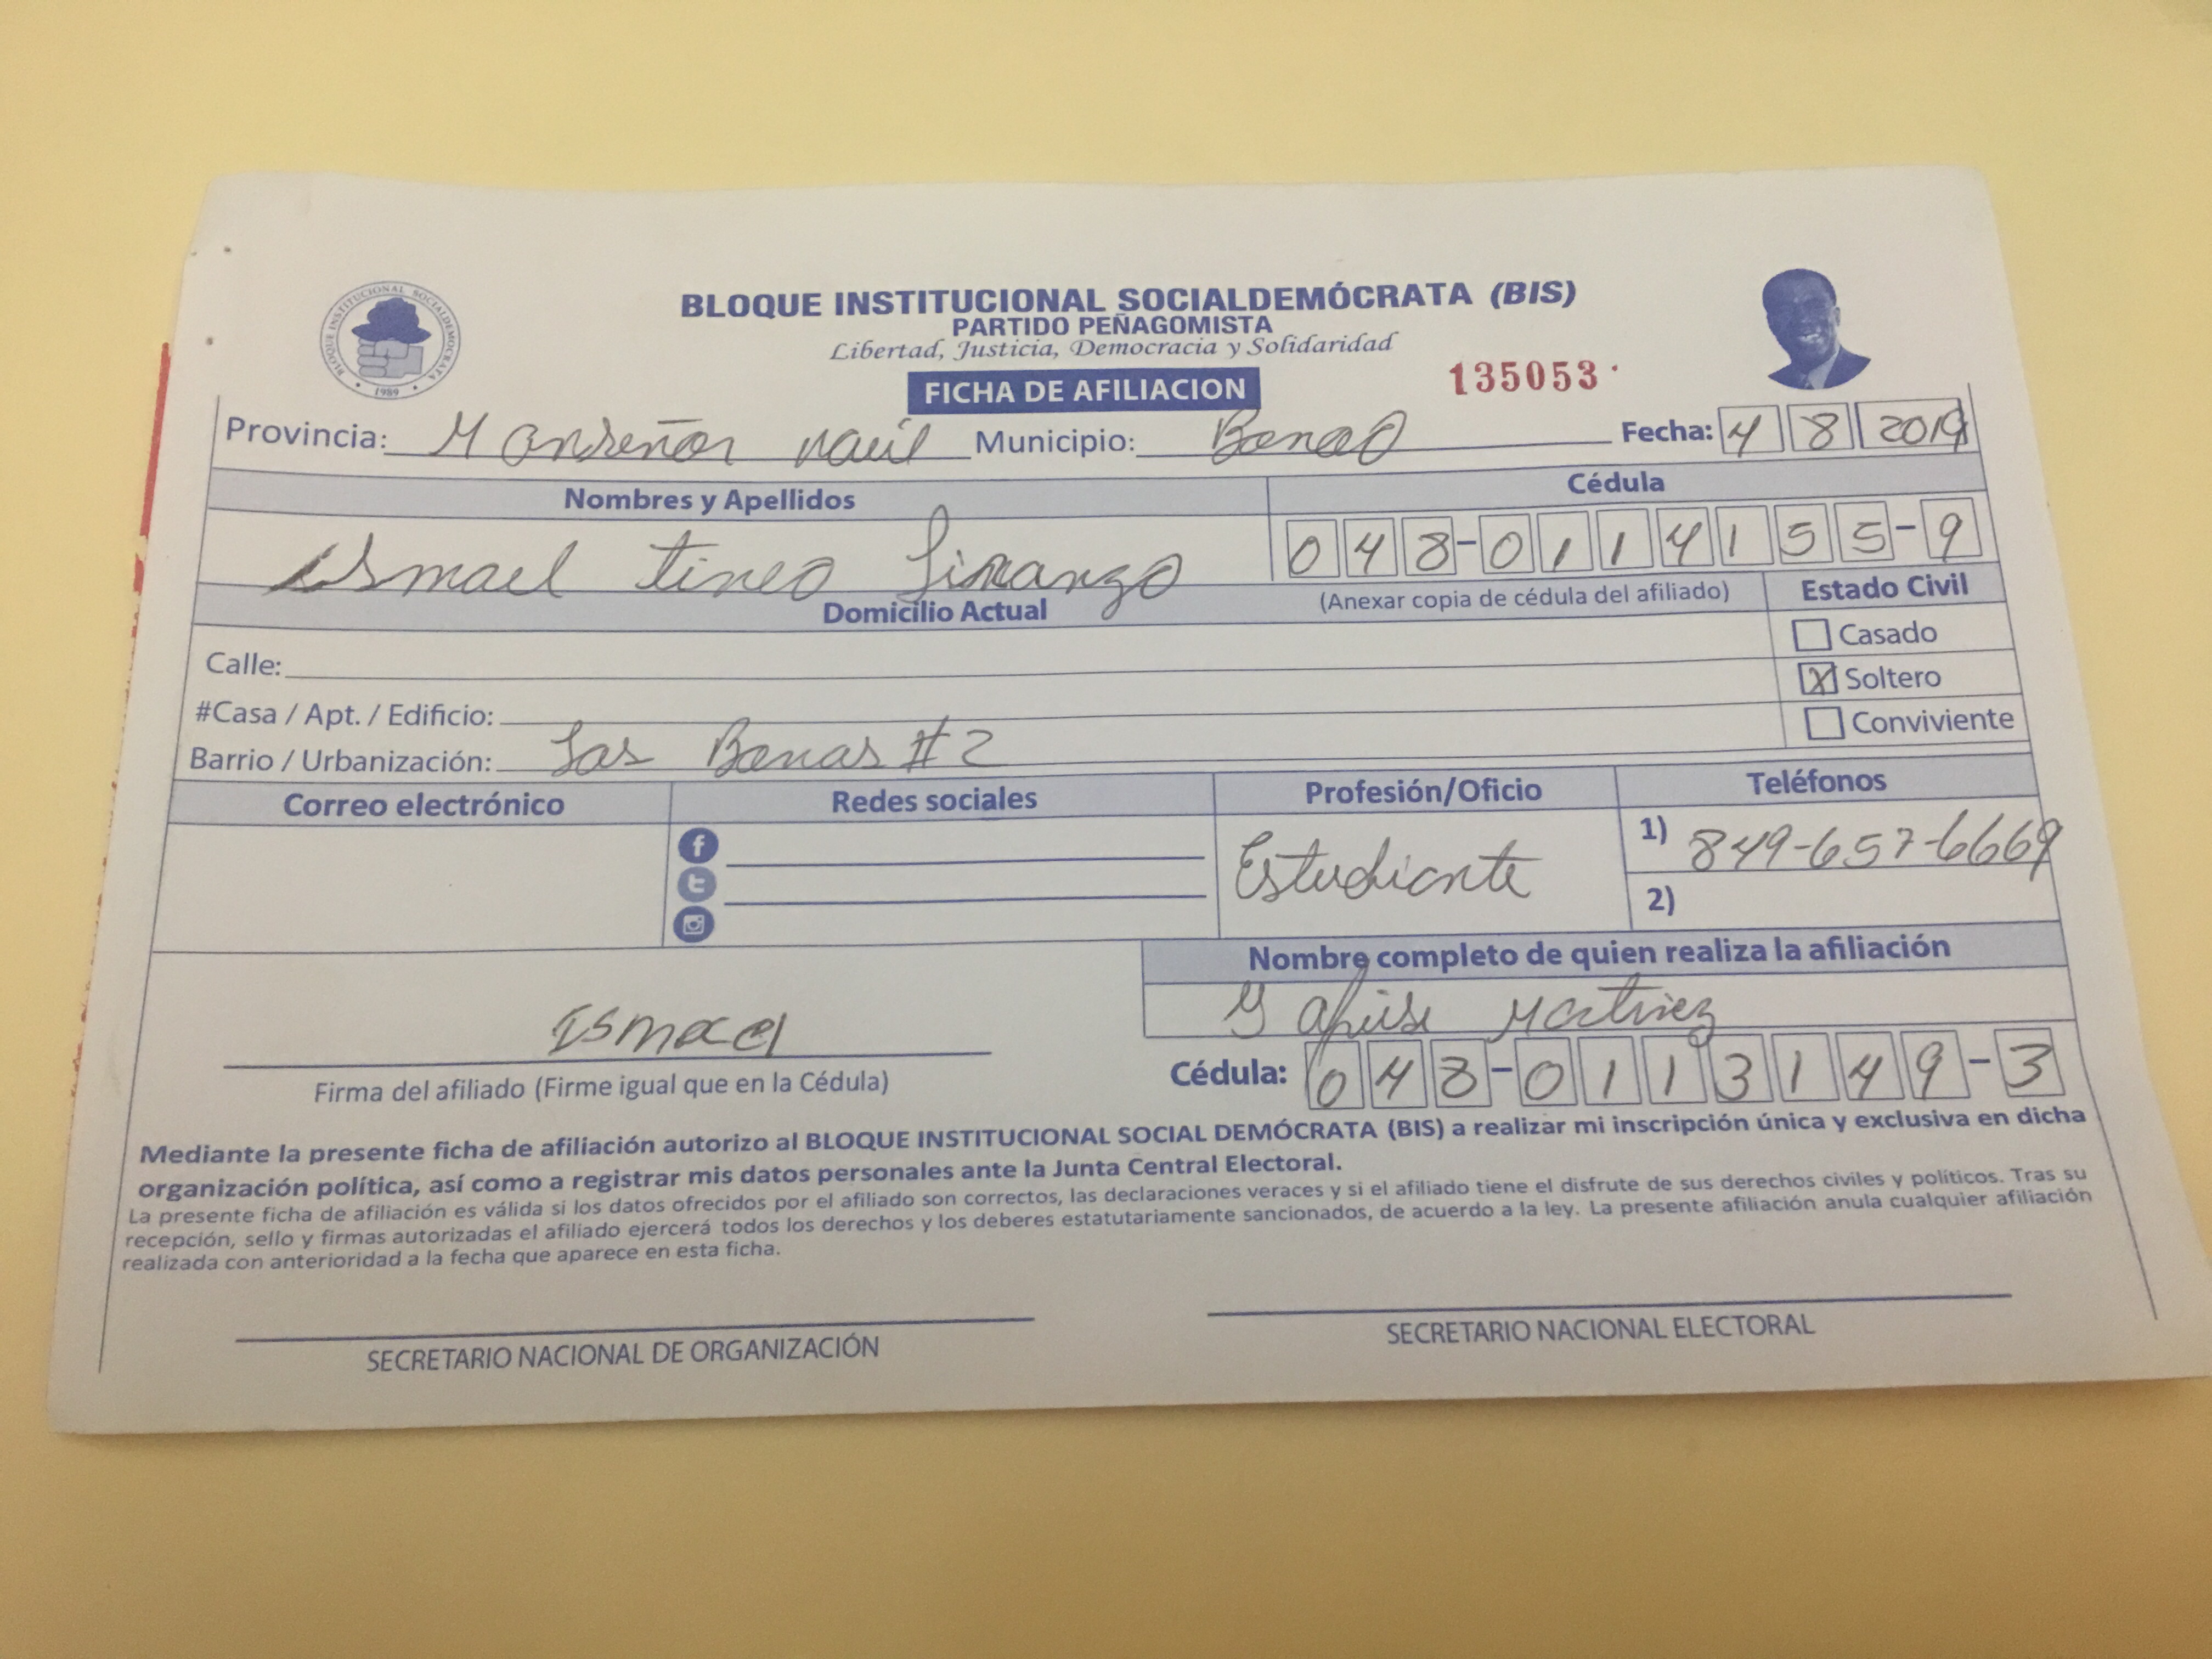 BLOQUE INSTITUCIONAL SOCIALDEMÓCRATA (BIS)
PARTIDO PEÑAGOMISTA
Libertad, Justicia, Democracia y Solidaridad
BLOQUE INSTITUCIONAL SOCIALDEMOCRATA
1989
FICHA DE AFILIACION
135053
Provincia: Monseñor nouel Municipio: Bonao Fecha: 4 8 2019
Nombres y Apellidos Cédula
Ismael tineo 048-0114155-9
Domicilio Actual (Anexar copia de cédula del afiliado) Estado Civil
Casado
Calle:
X Soltero
#Casa / Apt. / Edificio:
Conviviente
Barrio / Urbanización: Las #2
Correo electrónico Redes sociales Profesión/Oficio Teléfonos
f
t
Estudiante
1) 849-657-6669
2)
Nombre completo de quien realiza la afiliación
Martinez
Ismael
Firma del afiliado (Firme igual que en la Cédula)
Cédula: 048-0113149-3
Mediante la presente ficha de afiliación autorizo al BLOQUE INSTITUCIONAL SOCIAL DEMÓCRATA (BIS) a realizar mi inscripción única y exclusiva en dicha
organización política, así como a registrar mis datos personales ante la Junta Central Electoral.
La presente ficha de afiliación es válida si los datos ofrecidos por el afiliado son correctos, las declaraciones veraces y si el afiliado tiene el disfrute de sus derechos civiles y políticos. Tras su
recepción, sello y firmas autorizadas el afiliado ejercerá todos los derechos y los deberes estatutariamente sancionados, de acuerdo a la ley. La presente afiliación anula cualquier afiliación
realizada con anterioridad a la fecha que aparece en esta ficha.
SECRETARIO NACIONAL DE ORGANIZACIÓN
SECRETARIO NACIONAL ELECTORAL